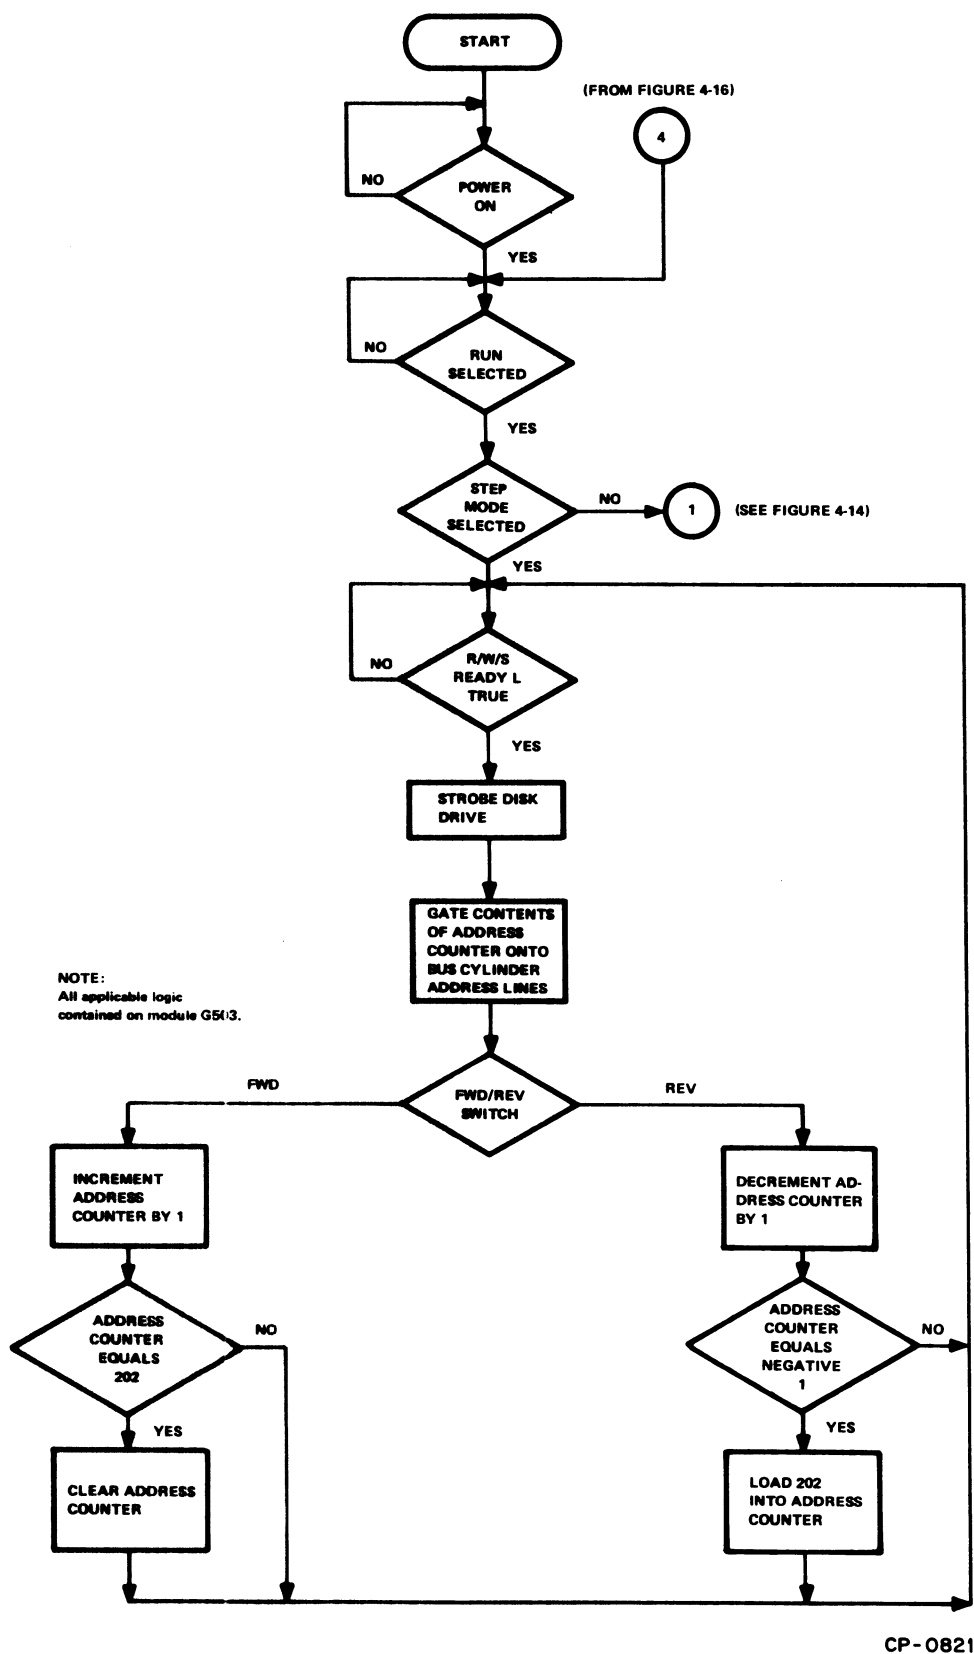 START
(FROM FIGURE 4-16)
4
NO
POWER
ON
YES
NO
RUN
SELECTED
YES
STEP
MODE
SELECTED
NO
1
(SEE FIGURE 4-14)
YES
NO
R/W/S
READY L
TRUE
YES
STROBE DISK
DRIVE
GATE CONTENTS
OF ADDRESS
COUNTER ONTO
BUS CYLINDER
ADDRESS LINES
NOTE:
All applicable logic
contained on module
FWD
FWD/REV
SWITCH
REV
INCREMENT
ADDRESS
COUNTER BY 1
DECREMENT AD-
DRESS COUNTER
BY 1
ADDRESS
COUNTER
EQUALS
202
NO
ADDRESS
COUNTER
EQUALS
NEGATIVE
1
NO
YES
YES
CLEAR ADDRESS
COUNTER
LOAD 202
INTO ADDRESS
COUNTER
CP-0821